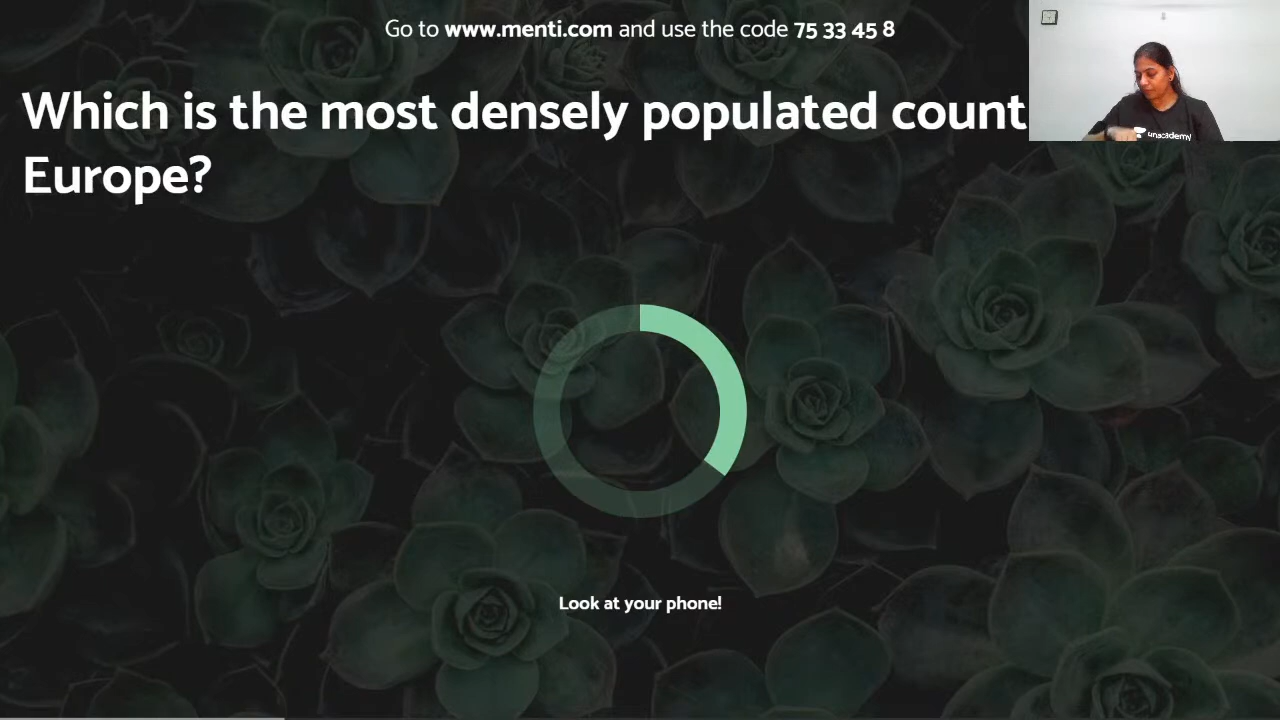 Go to www.menti.com and use the code 75 33 45 8
Which is the most densely populated count
Europe?
unacademy
Look at your phone!